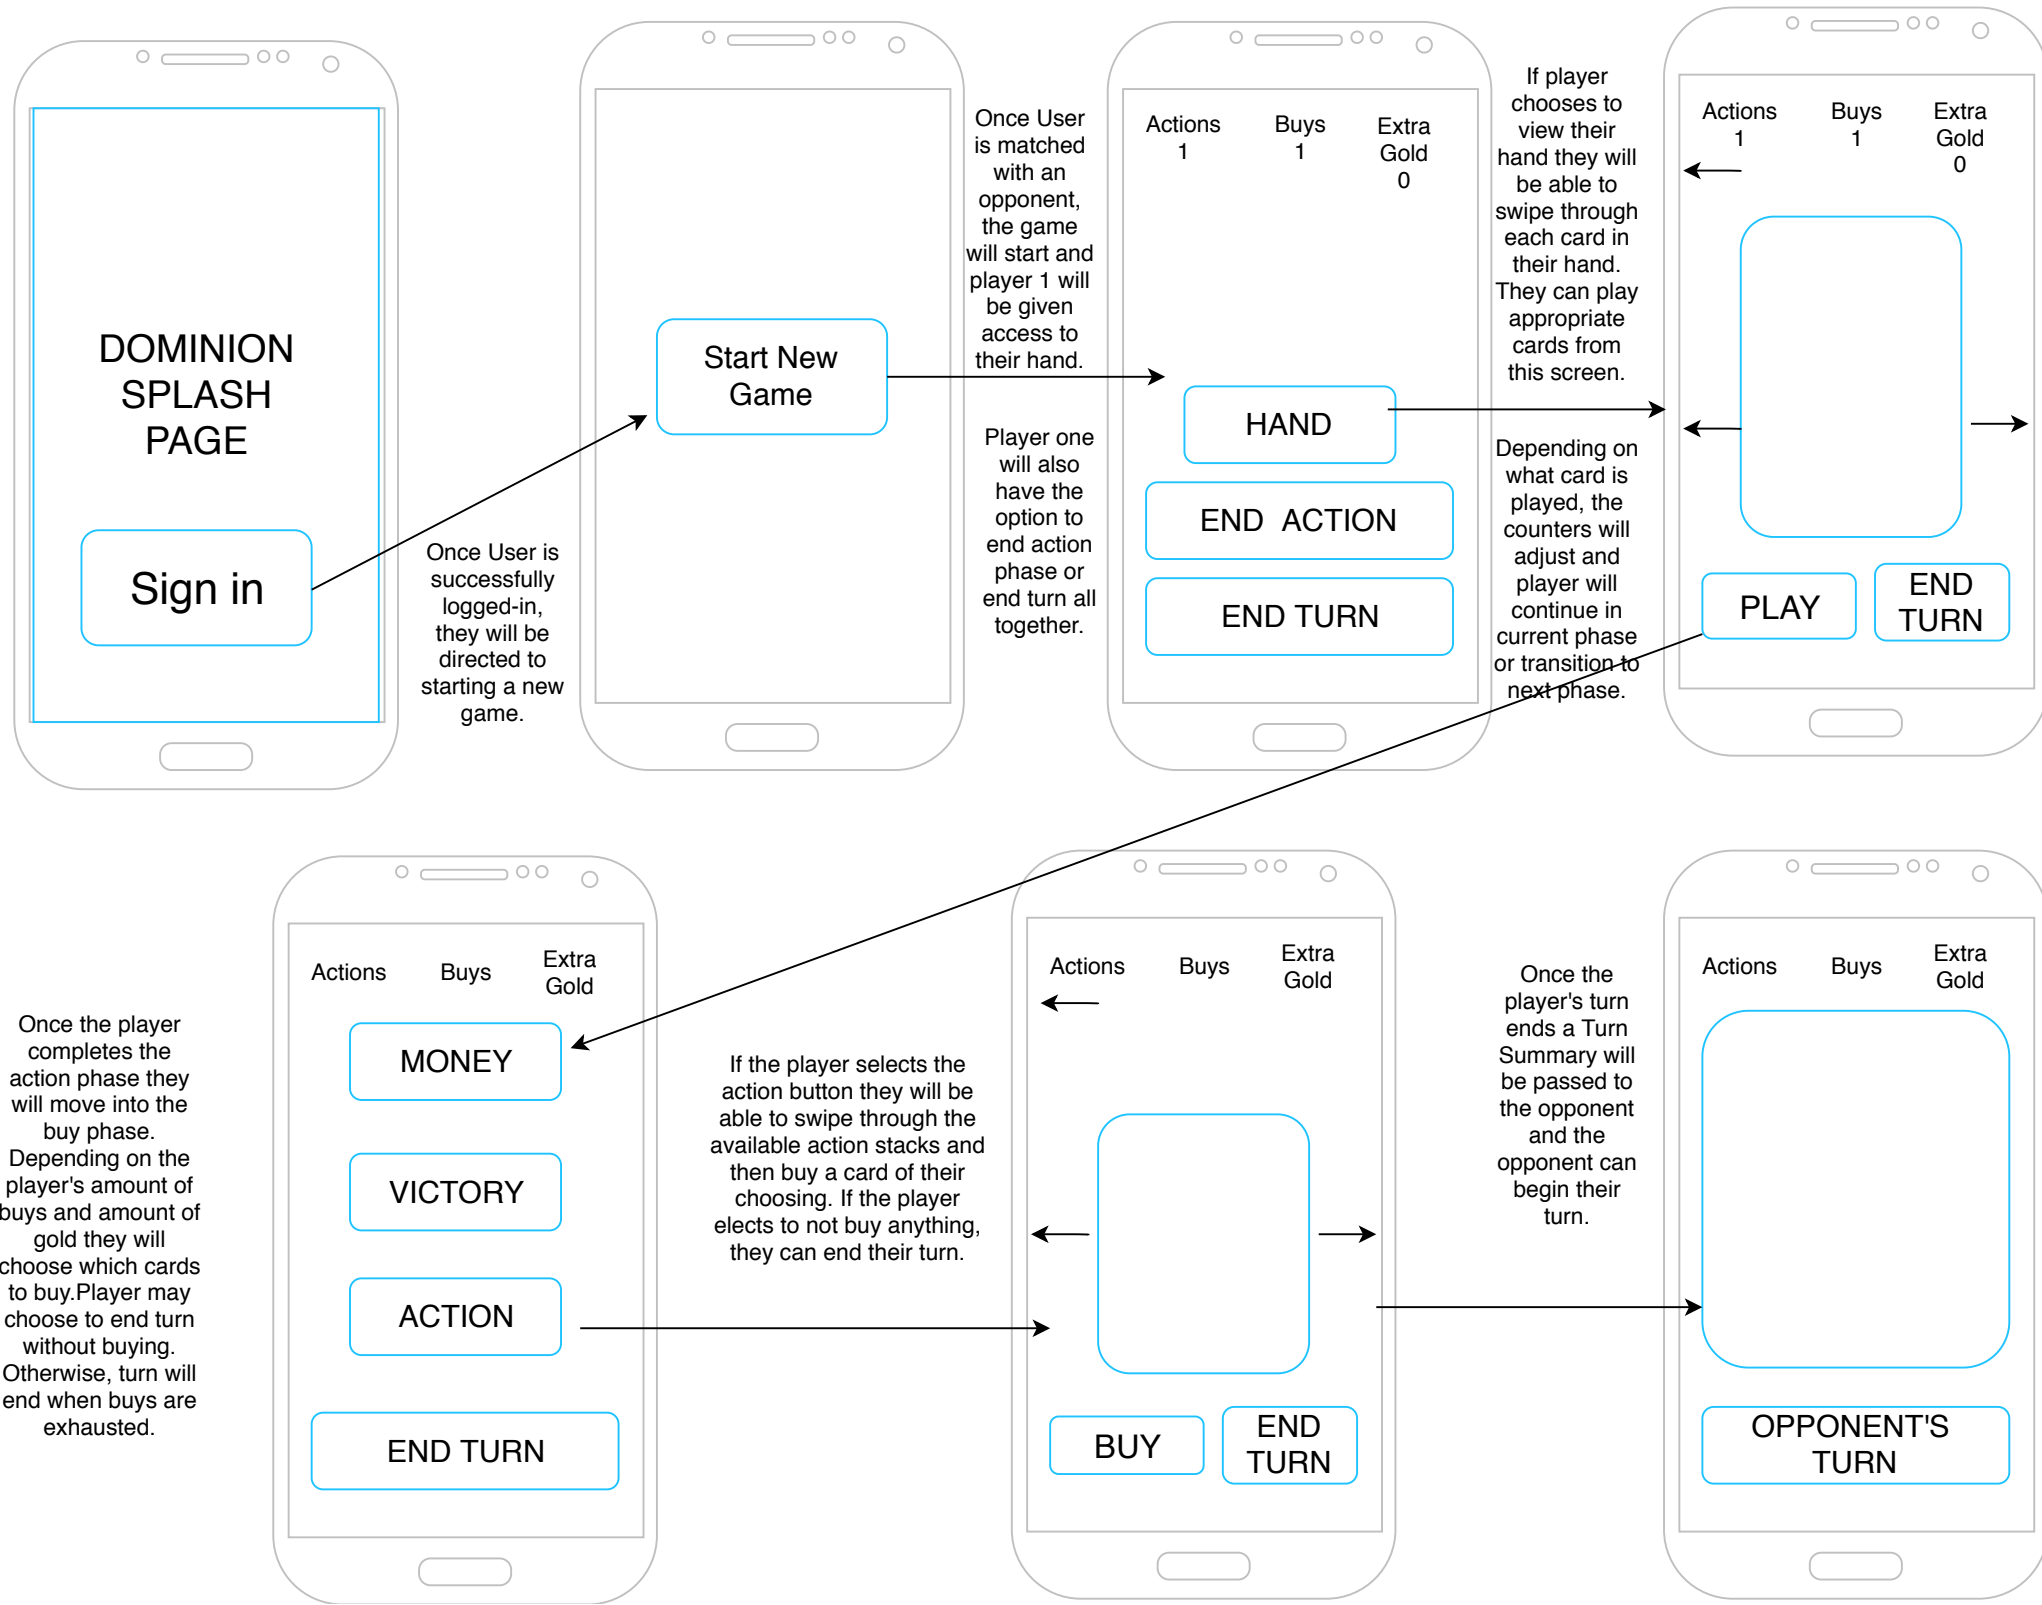 DOMINION
SPLASH
PAGE
Sign in
Once User is
successfully
logged-in,
they will be
directed to
starting a new
game.
Start New
Game
Once User
is matched
with an
opponent,
the game
will start and
player 1 will
be given
access to
their hand.
Player one
will also
have the
option to
end action
phase or
end turn all
together.
Actions
1
Buys
1
Extra
Gold
0
HAND
END ACTION
END TURN
If player
chooses to
view their
hand they will
be able to
swipe through
each card in
their hand.
They can play
appropriate
cards from
this screen.
Depending on
what card is
played, the
counters will
adjust and
player will
continue in
current phase
or transition to
next phase.
Actions
1
Buys
1
Extra
Gold
0
PLAY
END
TURN
Once the player
completes the
action phase they
will move into the
buy phase.
Depending on the
player's amount of
buys and amount of
gold they will
choose which cards
to buy.Player may
choose to end turn
without buying.
Otherwise, turn will
end when buys are
exhausted.
Actions
Buys
Extra
Gold
MONEY
VICTORY
ACTION
END TURN
If the player selects the
action button they will be
able to swipe through the
available action stacks and
then buy a card of their
choosing. If the player
elects to not buy anything,
they can end their turn.
Actions
Buys
Extra
Gold
BUY
END
TURN
Once the
player's turn
ends a Turn
Summary will
be passed to
the opponent
and the
opponent can
begin their
turn.
Actions
Buys
Extra
Gold
OPPONENT'S
TURN